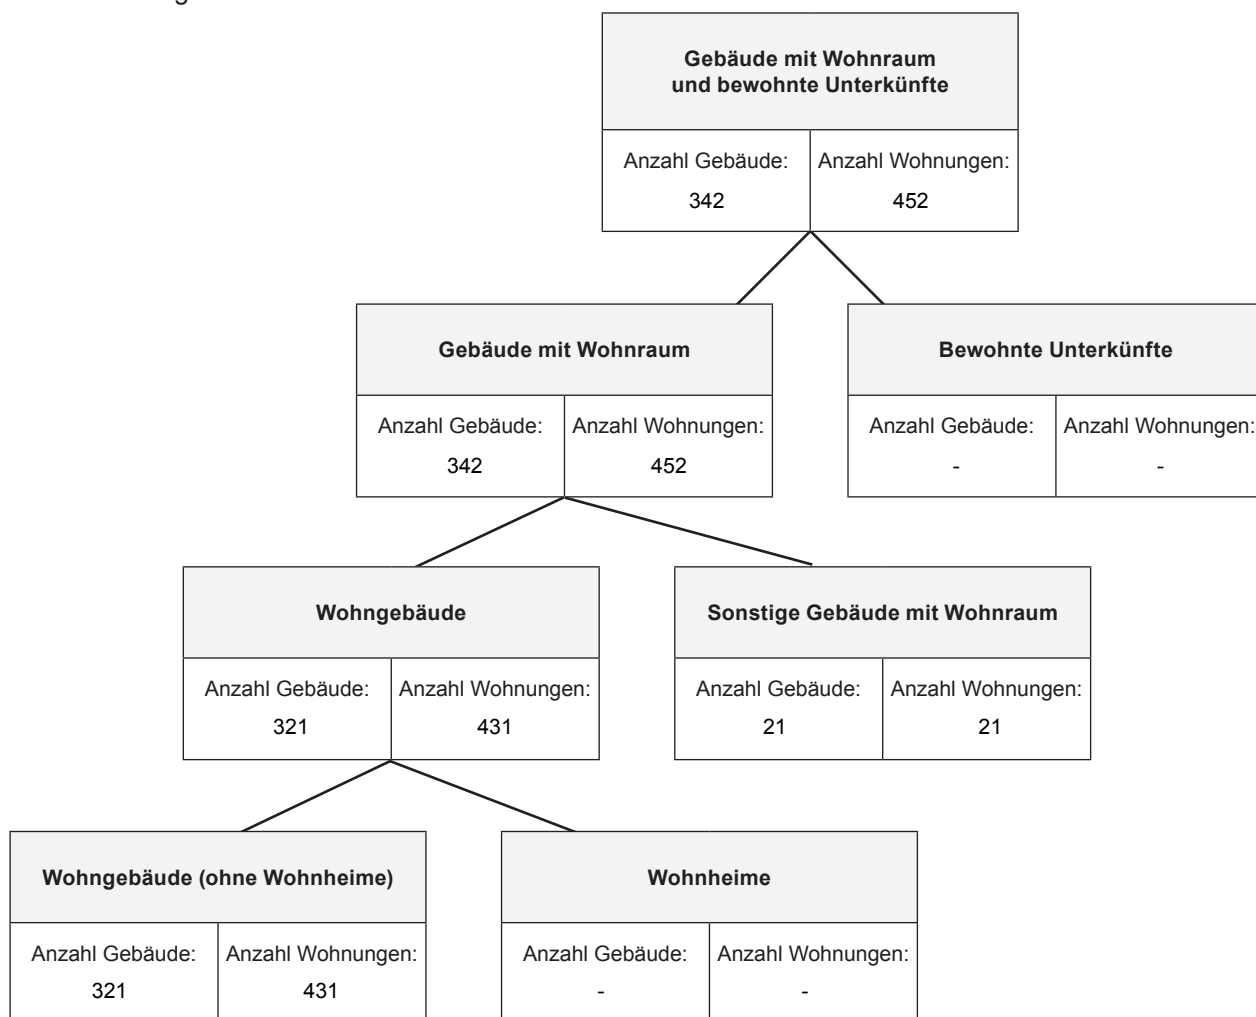 Gebäude mit Wohnraum
und bewohnte Unterkünfte
Anzahl Gebäude: Anzahl Wohnungen:
342 452
Gebäude mit Wohnraum Bewohnte Unterkünfte
Anzahl Gebäude: Anzahl Wohnungen: Anzahl Gebäude: Anzahl Wohnungen:
342 452 - -
Wohngebäude Sonstige Gebäude mit Wohnraum
Anzahl Gebäude: Anzahl Wohnungen: Anzahl Gebäude: Anzahl Wohnungen:
321 431 21 21
Wohngebäude (ohne Wohnheime) Wohnheime
Anzahl Gebäude: Anzahl Wohnungen: Anzahl Gebäude: Anzahl Wohnungen:
321 431 - -